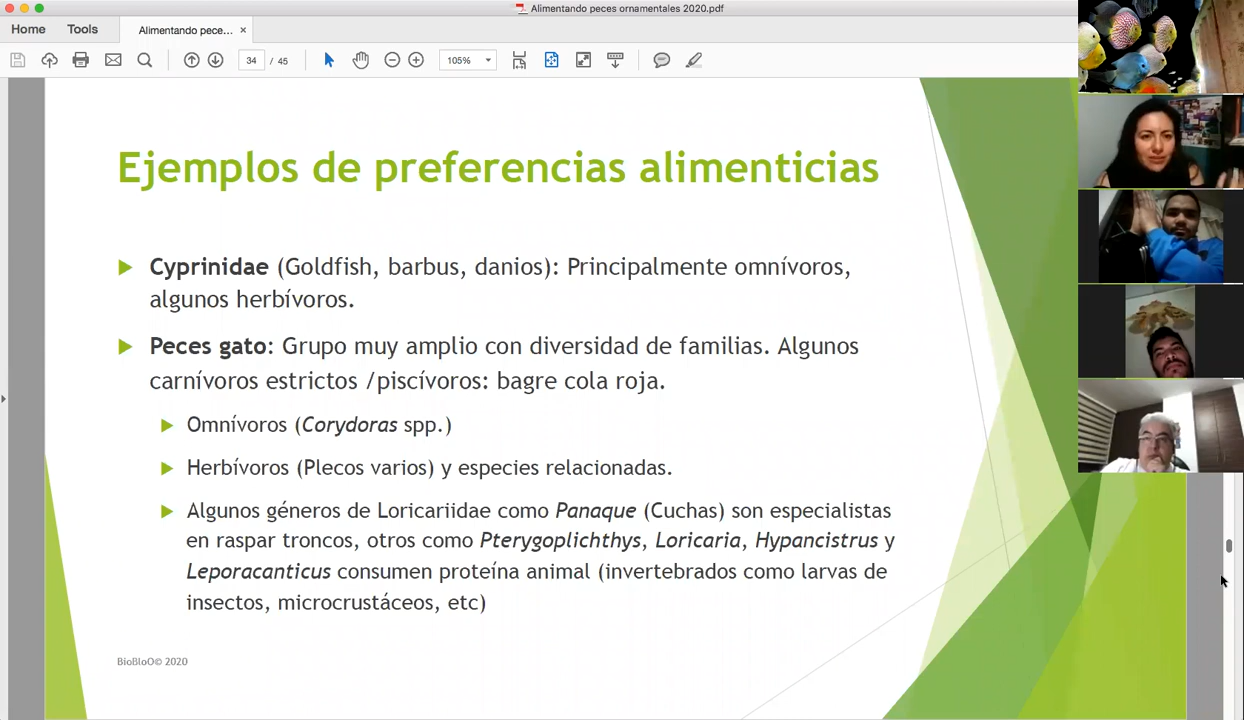 Alimentando peces ornamentales 2020.pdf
Home Tools Alimentando pece... ×
34 / 45 105%
Ejemplos de preferencias alimenticias
Cyprinidae (Goldfish, barbus, danios): Principalmente omnívoros,
algunos herbívoros.
Peces gato: Grupo muy amplio con diversidad de familias. Algunos
carnívoros estrictos /piscívoros: bagre cola roja.
Omnívoros (Corydoras spp.)
Herbívoros (Plecos varios) y especies relacionadas.
Algunos géneros de Loricariidae como Panaque (Cuchas) son especialistas
en raspar troncos, otros como Pterygoplichthys, Loricaria, Hypancistrus y
Leporacanticus consumen proteína animal (invertebrados como larvas de
insectos, microcrustáceos, etc)
BioBloO© 2020